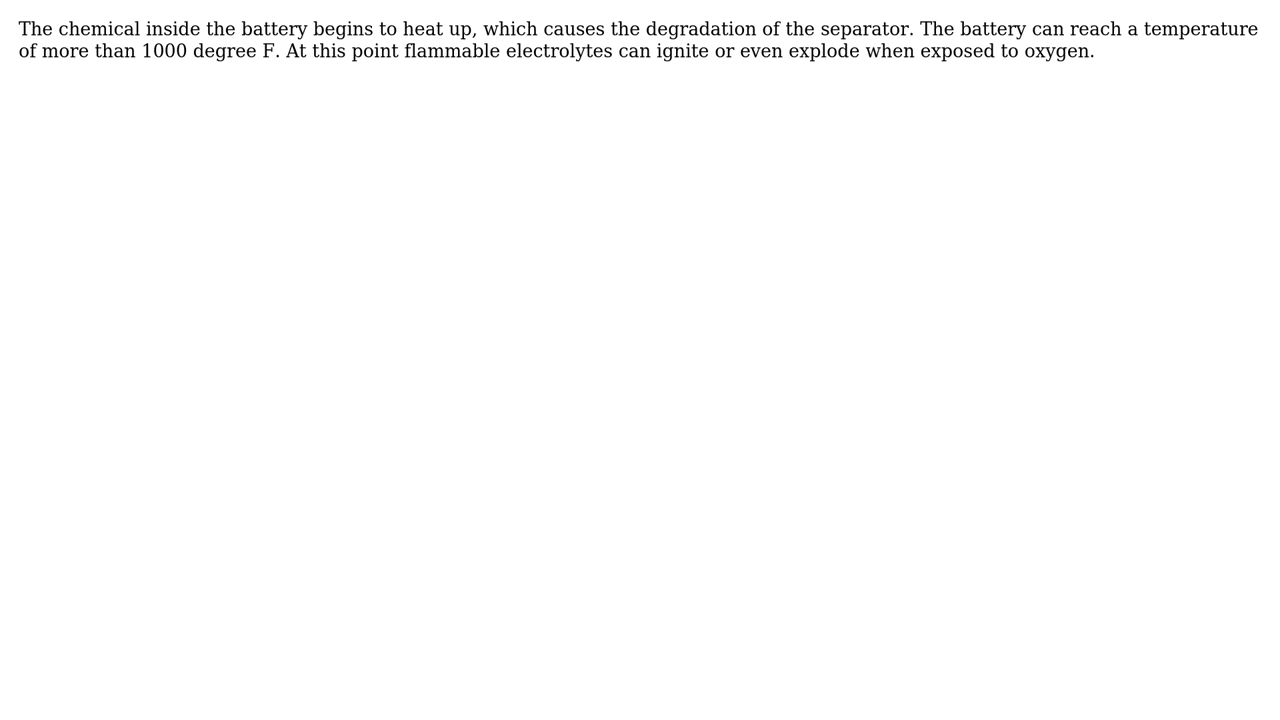 The chemical inside the battery begins to heat up, which causes the degradation of the separator. The battery can reach a temperature
of more than 1000 degree F. At this point flammable electrolytes can ignite or even explode when exposed to oxygen.